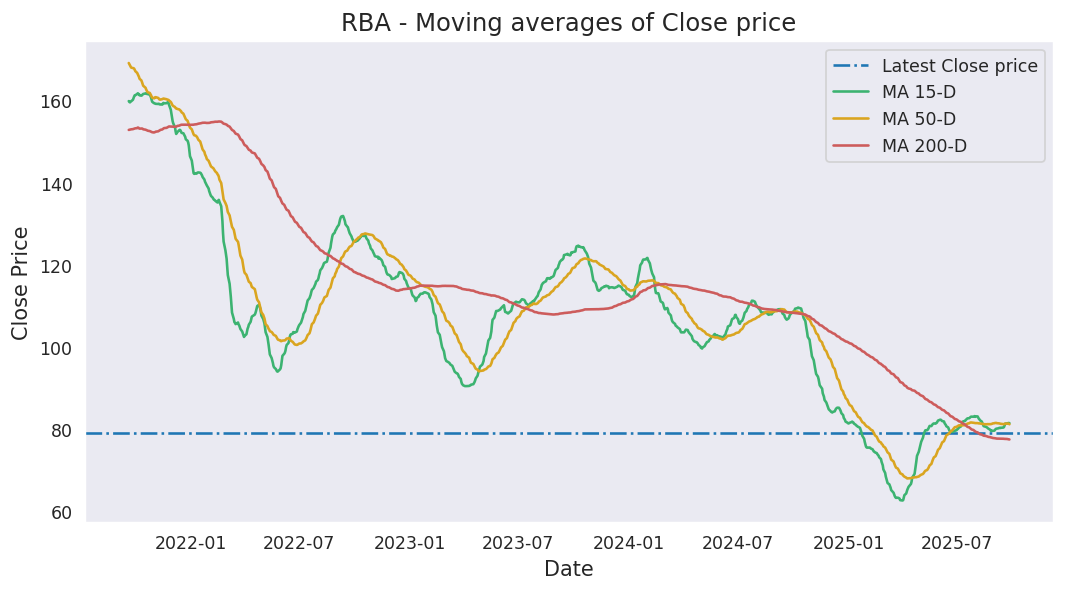 RBA - Moving averages of Close price
Latest Close price
MA 15-D
MA 50-D
MA 200-D
Close Price
160
140
120
100
80
60
2022-01
2022-07
2023-01
2023-07
2024-01
2024-07
2025-01
2025-07
Date